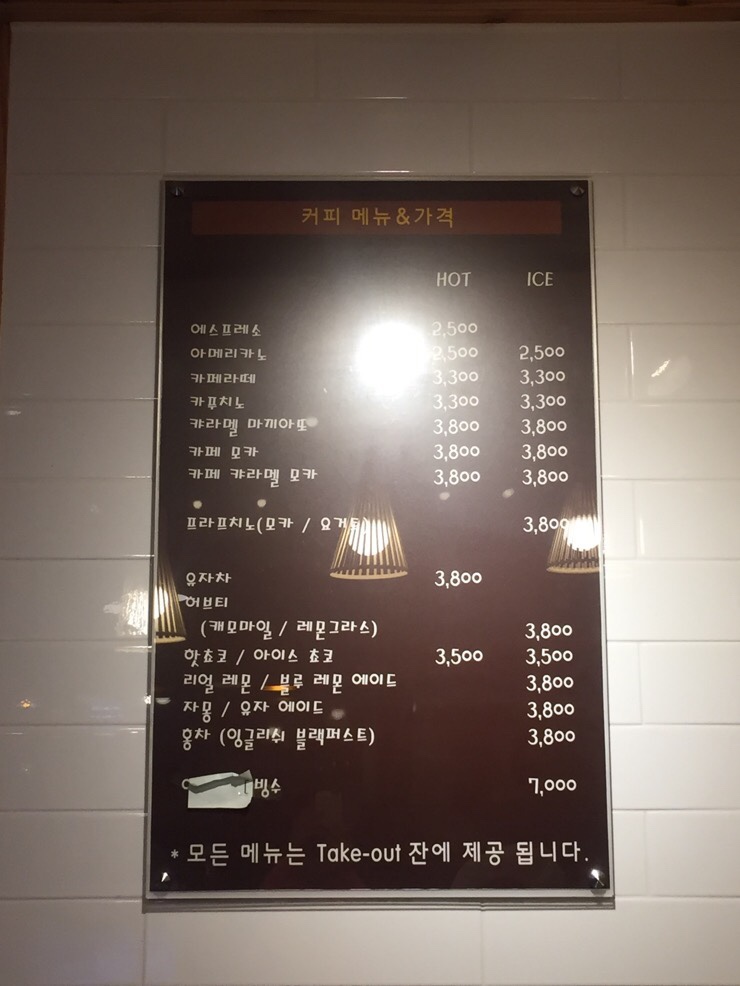 커피 메뉴&가격
HOT ICE
에스프레소 2,500
아메리카노 2,500 2,500
카페라떼 3,300 3,300
카푸치노 3,300 3,300
캬라멜 마끼아또 3,800 3,800
카페 모카 3,800 3,800
카페 캬라멜 모카 3,800 3,800
프라프치노(모카 / 요거트) 3,800
유자차 3,800
허브티
(캐모마일 / 레몬그라스) 3,800
핫쵸코 / 아이스 쵸코 3,500 3,500
리얼 레몬 / 블루 레몬 에이드 3,800
자몽 / 유자 에이드 3,800
홍차 (잉글리쉬 블랙퍼스트) 3,800
빙수 7,000
* 모든 메뉴는 Take-out 잔에 제공 됩니다.